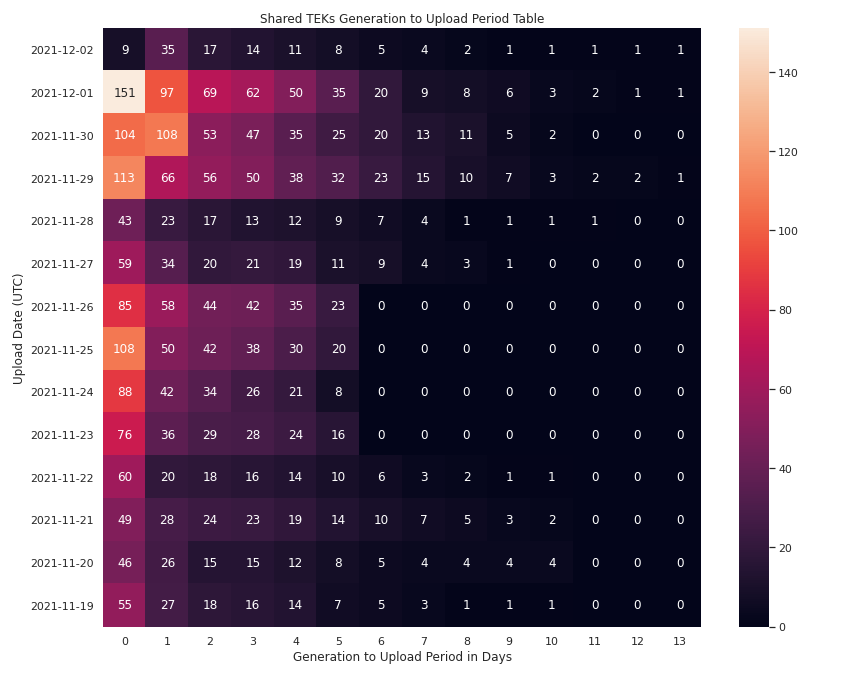 Shared TEKs Generation to Upload Period Table
Upload Date (UTC)
2021-12-02 9 35 17 14 11 8 5 4 2 1 1 1 1 1
2021-12-01 151 97 69 62 50 35 20 9 8 6 3 2 1 1
2021-11-30 104 108 53 47 35 25 20 13 11 5 2 0 0 0
2021-11-29 113 66 56 50 38 32 23 15 10 7 3 2 2 1
2021-11-28 43 23 17 13 12 9 7 4 1 1 1 1 0 0
2021-11-27 59 34 20 21 19 11 9 4 3 1 0 0 0 0
2021-11-26 85 58 44 42 35 23 0 0 0 0 0 0 0 0
2021-11-25 108 50 42 38 30 20 0 0 0 0 0 0 0 0
2021-11-24 88 42 34 26 21 8 0 0 0 0 0 0 0 0
2021-11-23 76 36 29 28 24 16 0 0 0 0 0 0 0 0
2021-11-22 60 20 18 16 14 10 6 3 2 1 1 0 0 0
2021-11-21 49 28 24 23 19 14 10 7 5 3 2 0 0 0
2021-11-20 46 26 15 15 12 8 5 4 4 4 4 0 0 0
2021-11-19 55 27 18 16 14 7 5 3 1 1 1 0 0 0
0 1 2 3 4 5 6 7 8 9 10 11 12 13
Generation to Upload Period in Days
140
120
100
80
60
40
20
0